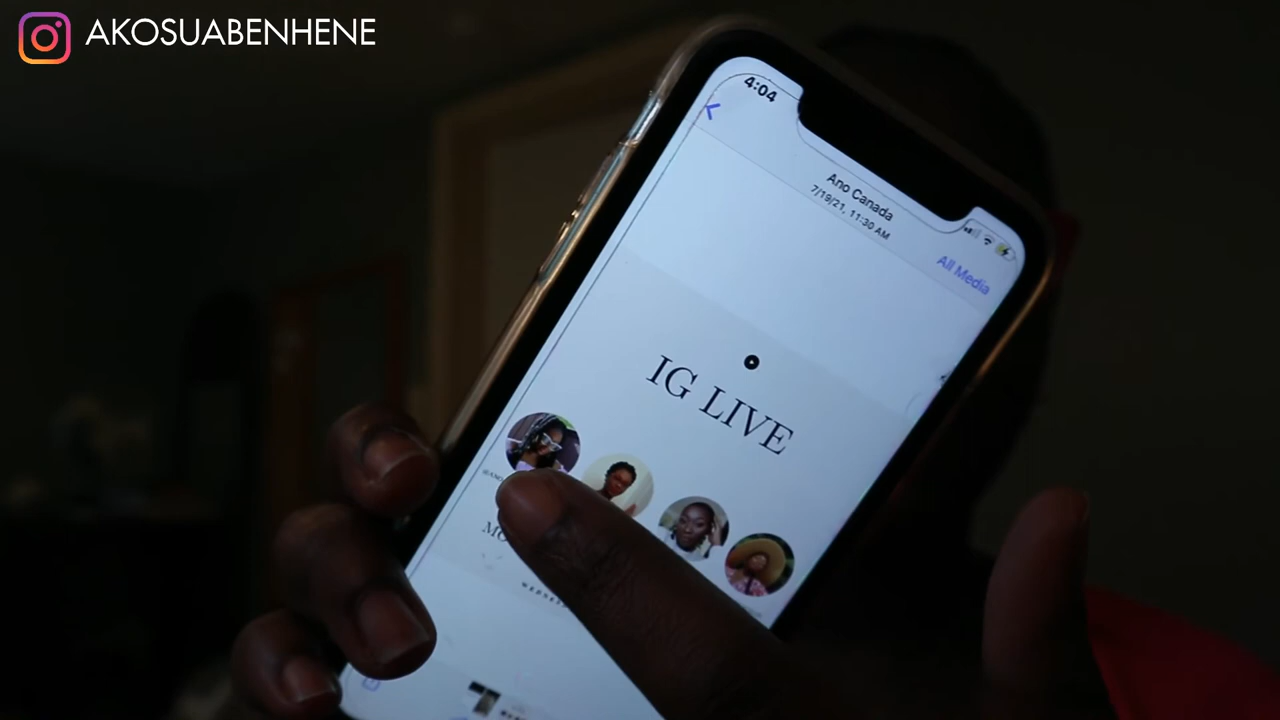 AKOSUABENHENE
4:04
Ano Canada
7/19/21, 11:30 AM
All Media
IG LIVE